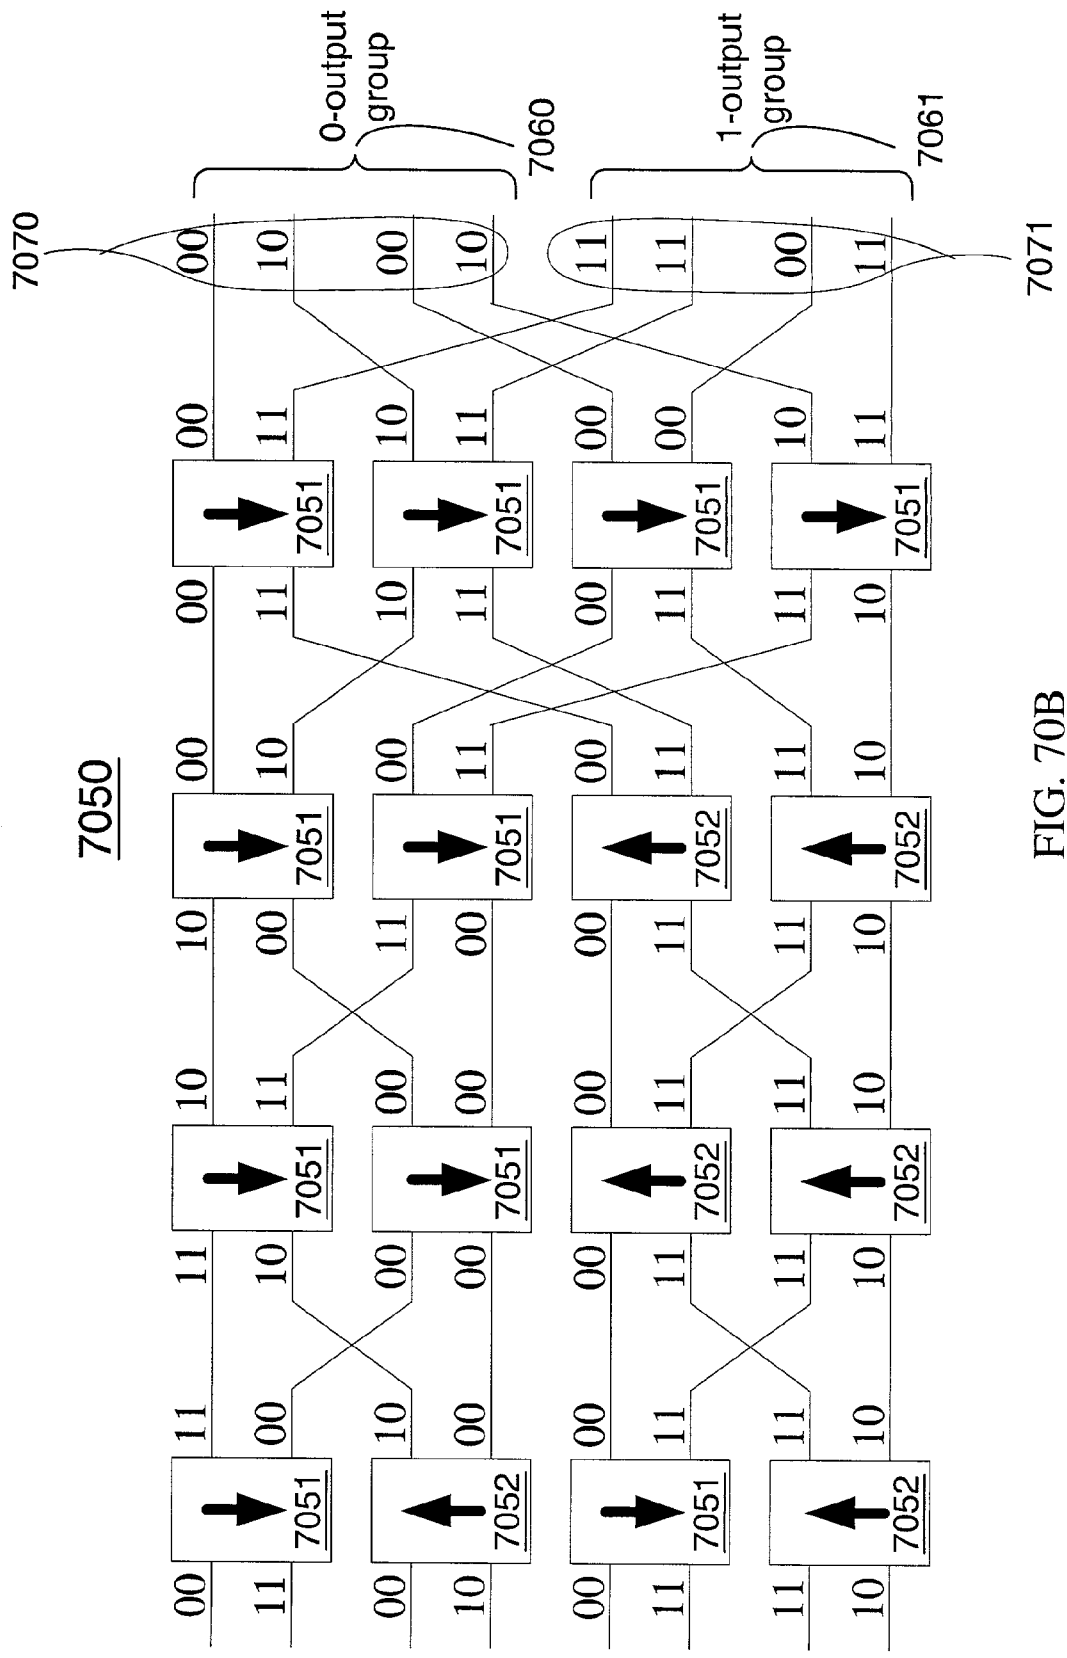 7070
7050
00 11 11 10 10 00 00 00 00
11 00 10 11 00 10 11 11 10
7051 7051 7051 7051
0-output
group
00 10 00 00 11 00 10 10 00
10 00 00 00 00 11 11 11 10
7052 7051 7051 7051
7060
00 00 00 00 00 00 00 00 11
11 11 11 11 11 11 11 00 11
7051 7052 7052 7051
1-output
group
11 11 11 11 11 11 11 10 00
10 10 10 10 10 10 10 11 11
7052 7052 7052 7051
7061
7071
FIG. 70B